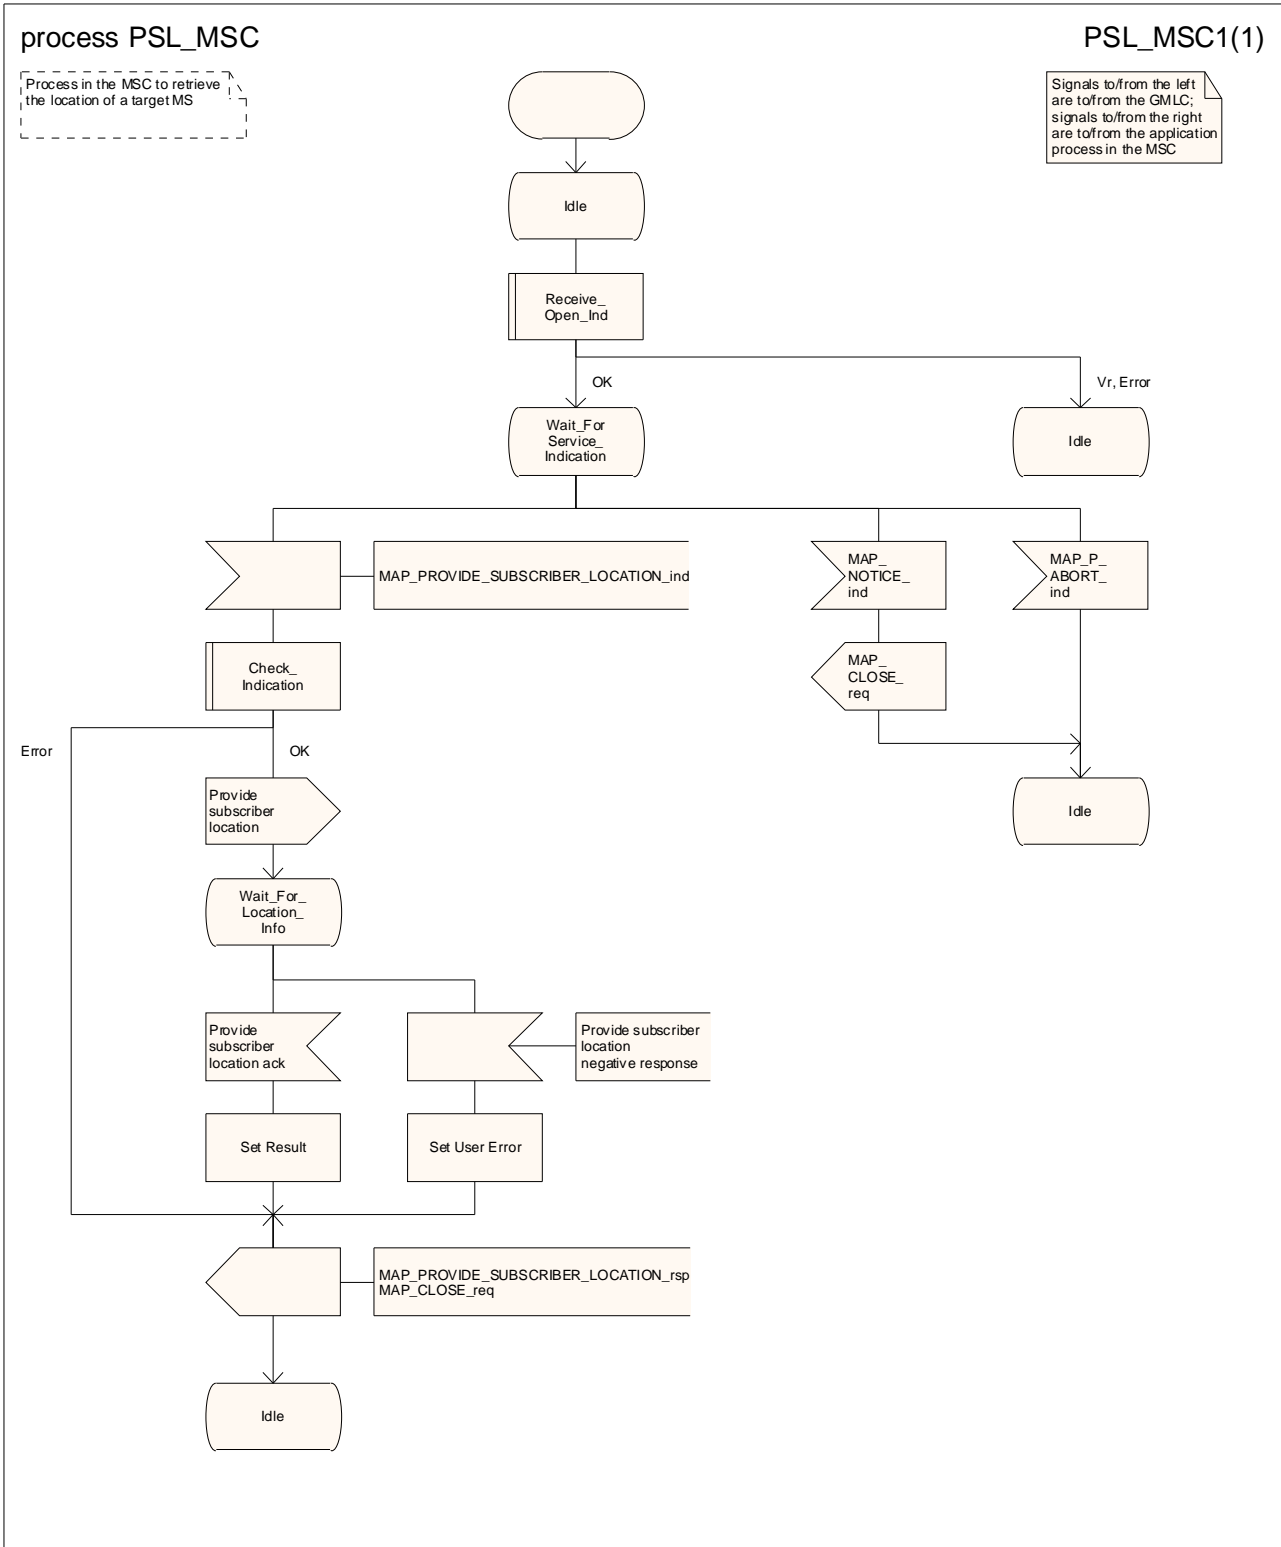 process PSL_MSC
PSL_MSC1(1)
Process in the MSC to retrieve
the location of a target MS
Signals to/from the left
are to/from the GMLC;
signals to/from the right
are to/from the application
process in the MSC
Idle
Receive_
Open_Ind
OK
Vr, Error
Wait_For
Service_
Indication
Idle
MAP_PROVIDE_SUBSCRIBER_LOCATION_ind
MAP_
NOTICE_
ind
MAP_P_
ABORT_
ind
Check_
Indication
MAP_
CLOSE_
req
Error
OK
Provide
subscriber
location
Idle
Wait_For_
Location_
Info
Provide
subscriber
location ack
Provide subscriber
location
negative response
Set Result
Set User Error
MAP_PROVIDE_SUBSCRIBER_LOCATION_rsp
MAP_CLOSE_req
Idle